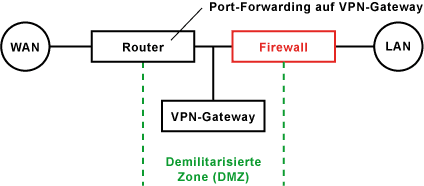 Port-Forwarding auf VPN-Gateway
WAN
Router
Firewall
LAN
VPN-Gateway
Demilitarisierte
Zone (DMZ)